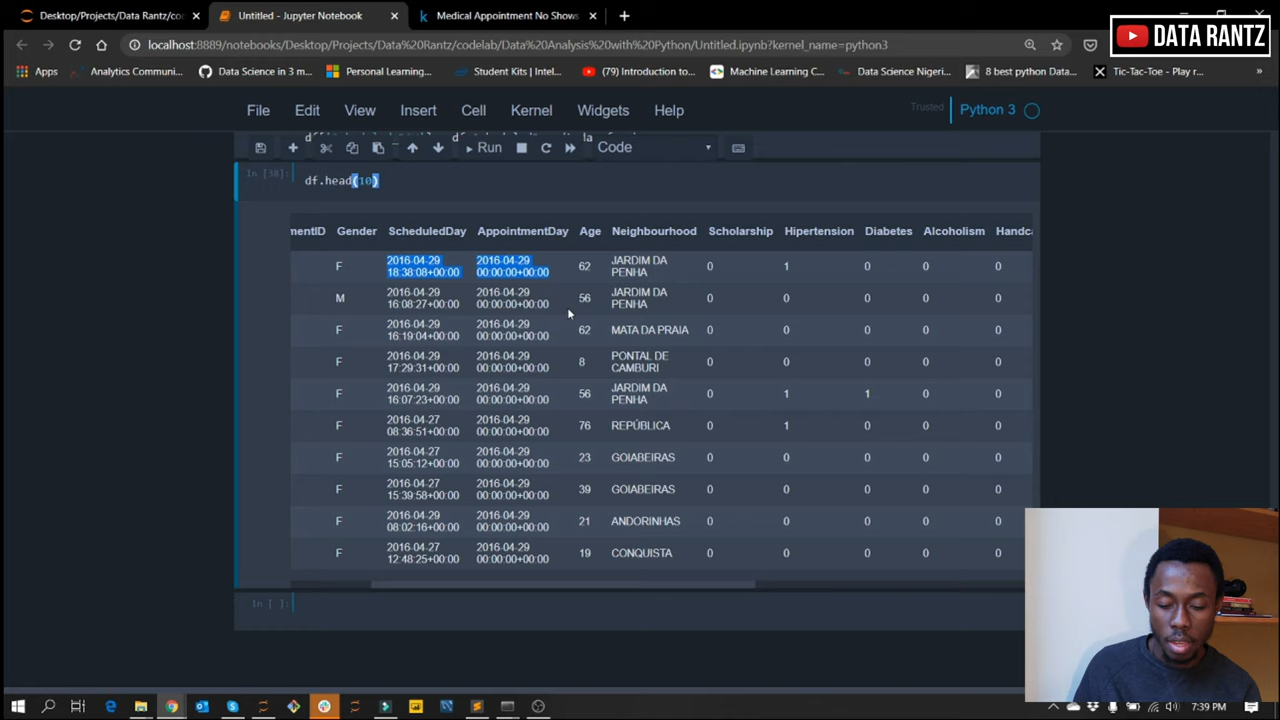 Desktop/Projects/Data Rantz/co
Untitled - Jupyter Notebook
Medical Appointment No Shows
DATA RANTZ
localhost:8889/notebooks/Desktop/Projects/Data%20Rantz/codelab/Data%20Analysis%20with%20Python/Untitled.ipynb?kernel_name=python3
Apps
Analytics Communi...
Data Science in 3 m...
Personal Learning...
Student Kits | Intel...
(79) Introduction to...
Machine Learning C...
Data Science Nigeri...
8 best python Data...
Tic-Tac-Toe - Play r...
»
File Edit View Insert Cell Kernel Widgets Help
Trusted
Python 3
Run
Code
In [38]:
df.head(10)
mentID Gender ScheduledDay AppointmentDay Age Neighbourhood Scholarship Hipertension Diabetes Alcoholism Handca
F 2016-04-29 18:38:08+00:00 2016-04-29 00:00:00+00:00 62 JARDIM DA PENHA 0 1 0 0 0
M 2016-04-29 16:08:27+00:00 2016-04-29 00:00:00+00:00 56 JARDIM DA PENHA 0 0 0 0 0
F 2016-04-29 16:19:04+00:00 2016-04-29 00:00:00+00:00 62 MATA DA PRAIA 0 0 0 0 0
F 2016-04-29 17:29:31+00:00 2016-04-29 00:00:00+00:00 8 PONTAL DE CAMBURI 0 0 0 0 0
F 2016-04-29 16:07:23+00:00 2016-04-29 00:00:00+00:00 56 JARDIM DA PENHA 0 1 1 0 0
F 2016-04-27 08:36:51+00:00 2016-04-29 00:00:00+00:00 76 REPÚBLICA 0 1 0 0 0
F 2016-04-27 15:05:12+00:00 2016-04-29 00:00:00+00:00 23 GOIABEIRAS 0 0 0 0 0
F 2016-04-27 15:39:58+00:00 2016-04-29 00:00:00+00:00 39 GOIABEIRAS 0 0 0 0 0
F 2016-04-29 08:02:16+00:00 2016-04-29 00:00:00+00:00 21 ANDORINHAS 0 0 0 0 0
F 2016-04-27 12:48:25+00:00 2016-04-29 00:00:00+00:00 19 CONQUISTA 0 0 0 0 0
In [ ]:
7:39 PM